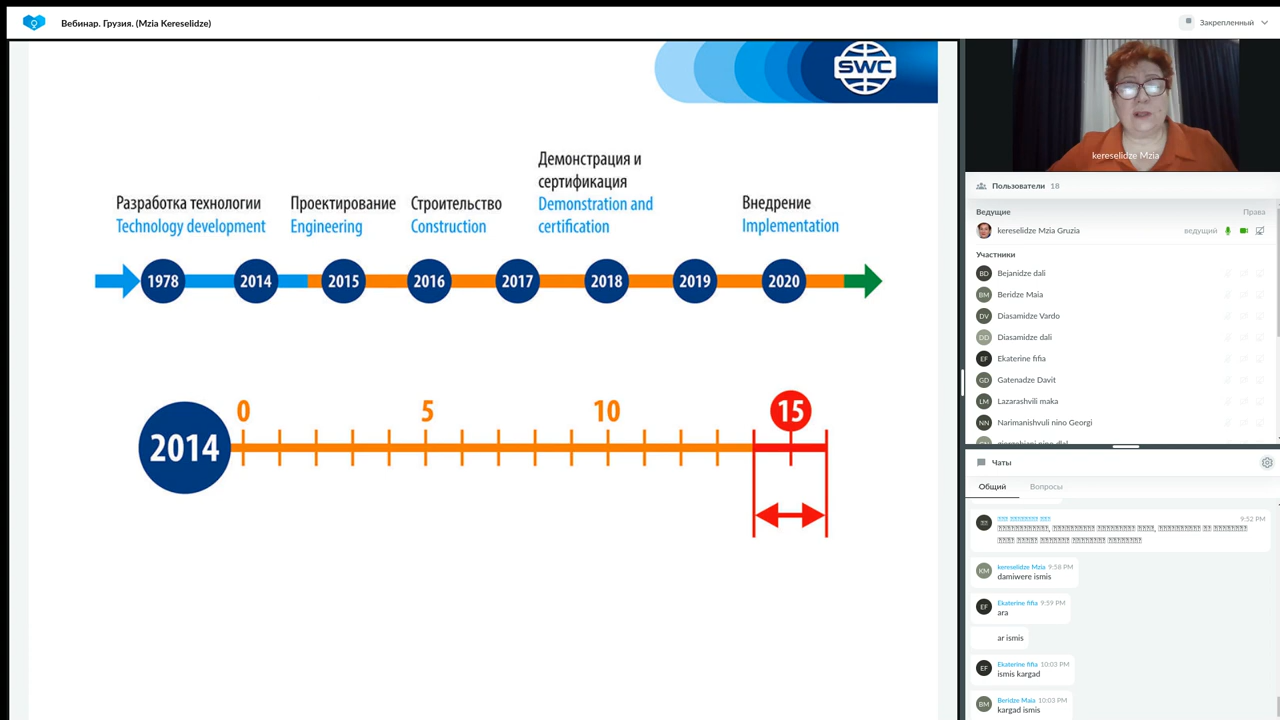 Вебинар. Грузия. (Mzia Kereselidze)
Закрепленный
SWC
Разработка технологии
Technology development
Проектирование
Engineering
Строительство
Construction
Демонстрация и
сертификация
Demonstration and
certification
Внедрение
Implementation
1978 2014 2015 2016 2017 2018 2019 2020
2014
0 5 10 15
kereselidze Mzia
Пользователи 18
Ведущие Права
kereselidze Mzia Gruzia ведущий
Участники
BD Bejanidze dali
BM Beridze Maia
DV Diasamidze Vardo
DD Diasamidze dali
EF Ekaterine fifia
GD Gatenadze Davit
LM Lazarashvili maka
NN Narimanishvuli nino Georgi
Чаты
Общий Вопросы
9:52 PM
KM kereselidze Mzia 9:58 PM
damiwere ismis
EF Ekaterine fifia 9:59 PM
ara
ar ismis
EF Ekaterine fifia 10:03 PM
ismis kargad
BM Beridze Maia 10:03 PM
kargad ismis